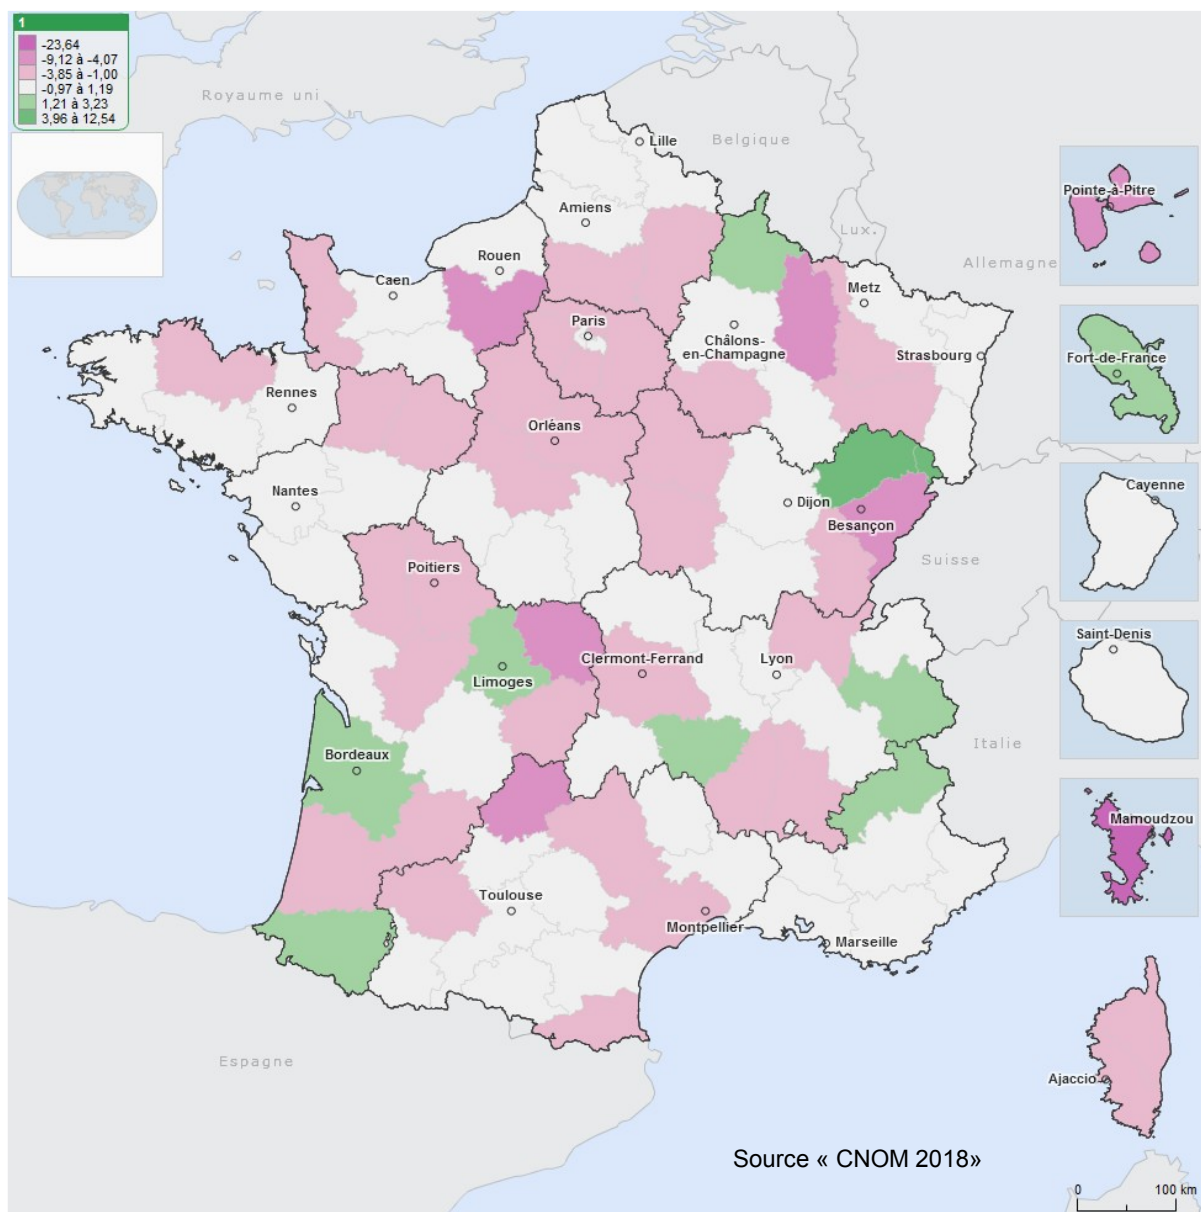 1
-23,64
-9,12 à -4,07
-3,85 à -1,00
-0,97 à 1,19
1,21 à 3,23
3,96 à 12,54
Royaume uni
Belgique
Lille
Amiens
Lux.
Allemagne
Rouen
Caen
Metz
Paris
Châlons-
en-Champagne
Strasbourg
Rennes
Orléans
Nantes
Dijon
Besançon
Suisse
Poitiers
Limoges
Clermont-Ferrand
Lyon
Italie
Bordeaux
Toulouse
Montpellier
Marseille
Espagne
Pointe-à-Pitre
Fort-de-France
Cayenne
Saint-Denis
Mamoudzou
Ajaccio
Source « CNOM 2018»
0 100 km